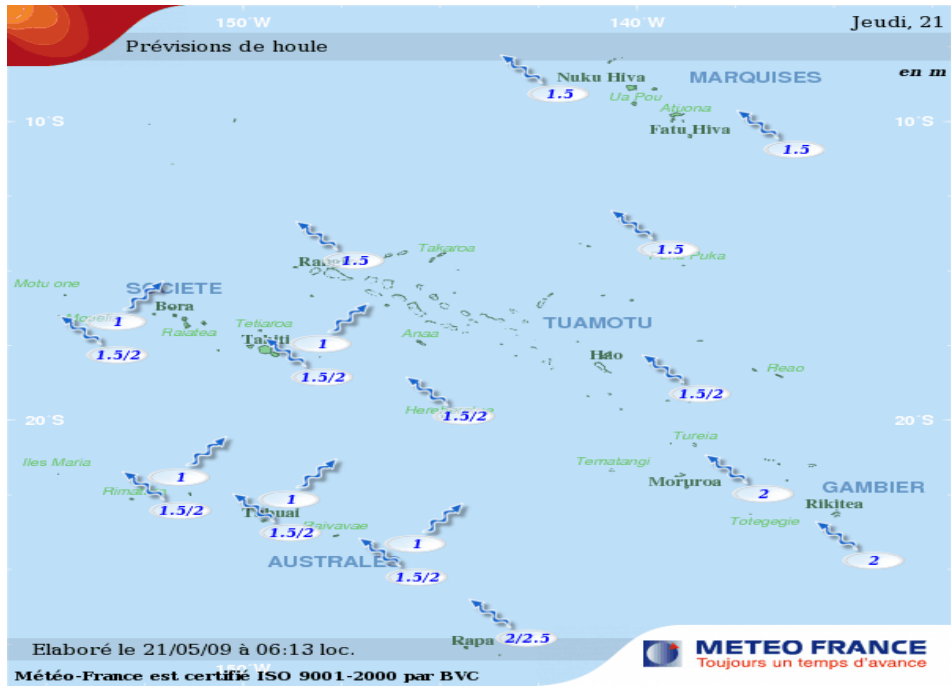 150°W
140°W
Jeudi, 21
Prévisions de houle
en m
Nuku Hiva
MARQUISES
1.5
Ua Pou
Atuona
10°S
10°S
Fatu Hiva
1.5
Takaroa
1.5
1.5
Puka
Motu one
SOCIETE
Bora
1
Raiatea
Tetiaroa
Tahiti
1
Anaa
TUAMOTU
1.5/2
1.5/2
Hao
Reao
1.5/2
1.5/2
20°S
20°S
Tureia
Iles Maria
Tematangi
1
Moruroa
2
GAMBIER
1
Rikitea
1.5/2
Tubuai
1.5/2
Raivavae
Totegegie
1
AUSTRALES
1.5/2
2
Rapa
2/2.5
Elaboré le 21/05/09 à 06:13 loc.
METEO FRANCE
Toujours un temps d'avance
150°W
Météo-France est certifié ISO 9001-2000 par BVC